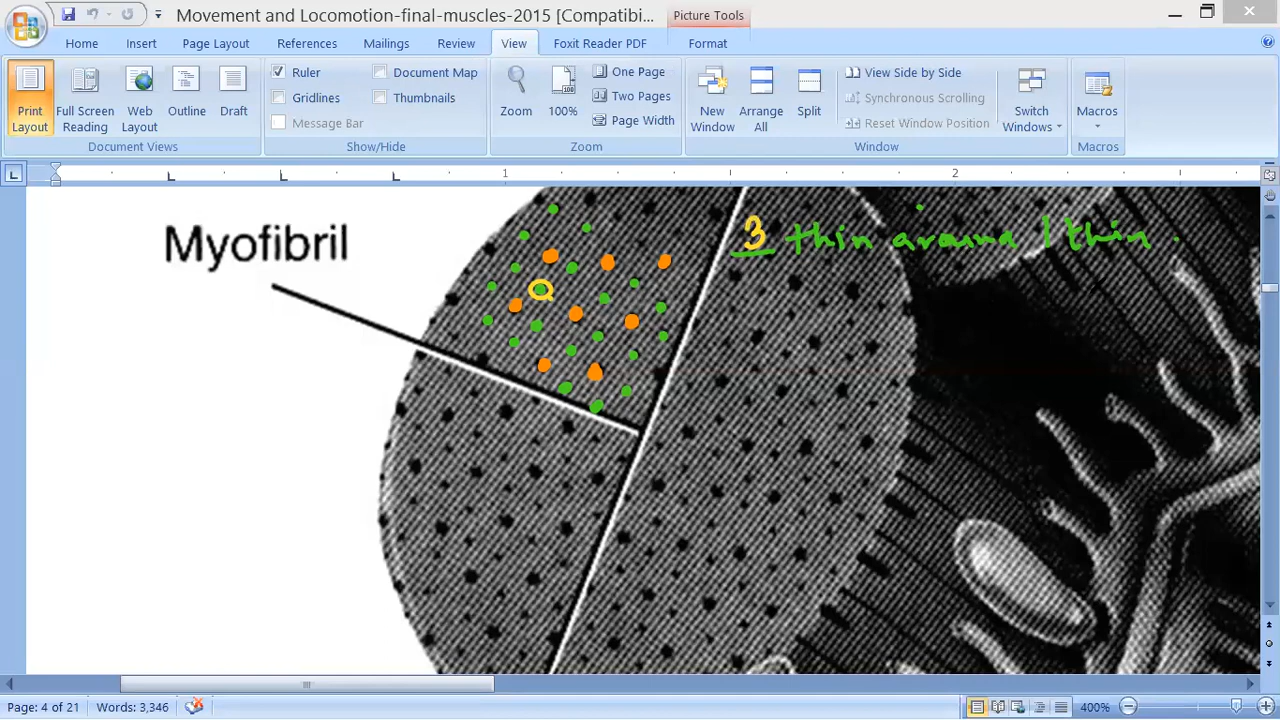 Movement and Locomotion-final-muscles-2015 [Compatibi...
Picture Tools
Home Insert Page Layout References Mailings Review View Foxit Reader PDF Format
Print Layout
Full Screen Reading
Web Layout
Outline
Draft
Document Views
Ruler
Gridlines
Message Bar
Document Map
Thumbnails
Show/Hide
Zoom
100%
One Page
Two Pages
Page Width
Zoom
New Window
Arrange All
Split
View Side by Side
Synchronous Scrolling
Reset Window Position
Switch Windows
Window
Macros
Macros
1 2
Myofibril
3 thin around 1 thin .
Page: 4 of 21 Words: 3,346 400%